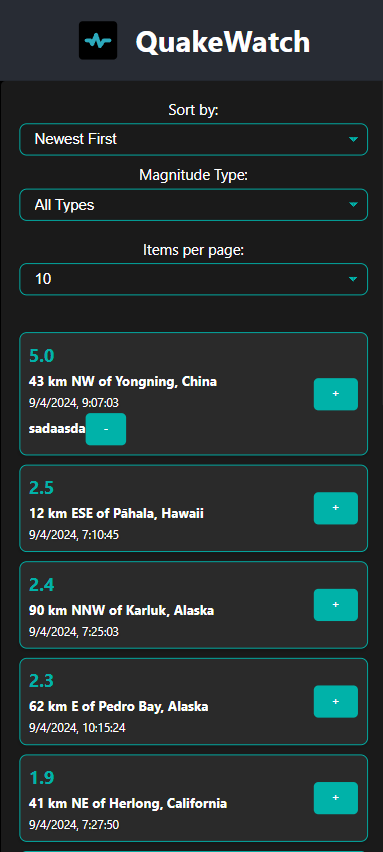 QuakeWatch
Sort by:
Newest First
Magnitude Type:
All Types
Items per page:
10
5.0
43 km NW of Yongning, China
9/4/2024, 9:07:03
+
sadaasda -
2.5
12 km ESE of Pāhala, Hawaii
9/4/2024, 7:10:45
+
2.4
90 km NNW of Karluk, Alaska
9/4/2024, 7:25:03
+
2.3
62 km E of Pedro Bay, Alaska
9/4/2024, 10:15:24
+
1.9
41 km NE of Herlong, California
9/4/2024, 7:27:50
+